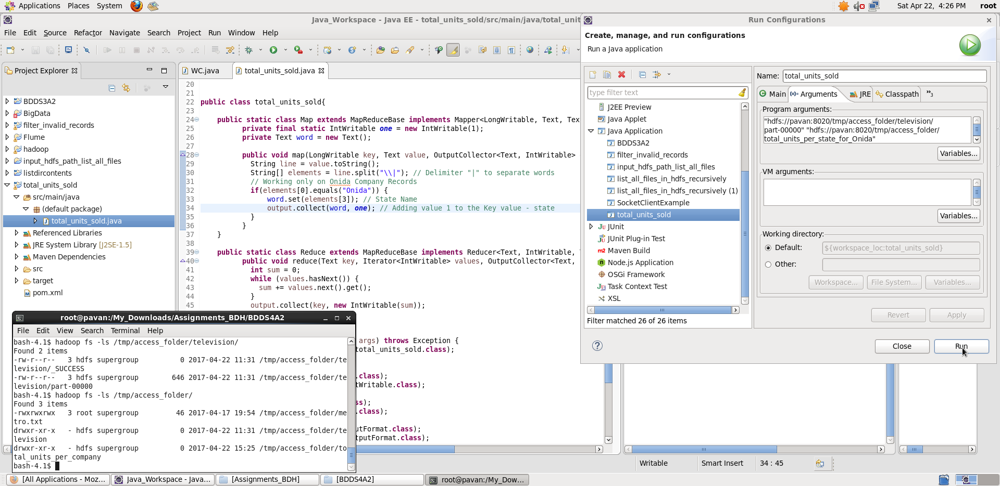 Applications Places System
Sat Apr 22, 4:26 PM root
Java_Workspace - Java EE - total_units_sold/src/main/java/total_unit
File Edit Source Refactor Navigate Search Project Run Window Help
Project Explorer
BDDS3A2
BigData
filter_invalid_records
Flume
hadoop
input_hdfs_path_list_all_files
listdircontents
total_units_sold
src/main/java
(default package)
total_units_sold.java
Referenced Libraries
JRE System Library [J2SE-1.5]
Maven Dependencies
src
target
pom.xml
WC.java total_units_sold.java
20
21
22 public class total_units_sold{
23
24 public static class Map extends MapReduceBase implements Mapper<LongWritable, Text, Tex
25 private final static IntWritable one = new IntWritable(1);
26 private Text word = new Text();
27
28 public void map(LongWritable key, Text value, OutputCollector<Text, IntWritable>
29 String line = value.toString();
30 String[] elements = line.split("\\|"); // Delimiter "|" to separate words
31 // Working only on Onida Company Records
32 if(elements[0].equals("Onida")) {
33 word.set(elements[3]); // State Name
34 output.collect(word, one); // Adding value 1 to the Key value - state
35 }
36 }
37 }
38
39 public static class Reduce extends MapReduceBase implements Reducer<Text, IntWritable,
40 public void reduce(Text key, Iterator<IntWritable> values, OutputCollector<Text,
41 int sum = 0;
42 while (values.hasNext()) {
43 sum += values.next().get();
44 }
45 output.collect(key, new IntWritable(sum));
args) throws Exception {
total_units_sold.class);
.class);
tWritable.class);
ss);
.class);
utFormat.class);
tputFormat.class);
root@pavan:/My_Downloads/Assignments_BDH/BDDS4A2
File Edit View Search Terminal Help
bash-4.1$ hadoop fs -ls /tmp/access_folder/television/
Found 2 items
-rw-r--r-- 3 hdfs supergroup 0 2017-04-22 11:31 /tmp/access_folder/te
levision/_SUCCESS
-rw-r--r-- 3 hdfs supergroup 646 2017-04-22 11:31 /tmp/access_folder/te
levision/part-00000
bash-4.1$ hadoop fs -ls /tmp/access_folder/
Found 3 items
-rwxrwxrwx 3 root supergroup 46 2017-04-17 19:54 /tmp/access_folder/me
tro.txt
drwxr-xr-x - hdfs supergroup 0 2017-04-22 11:31 /tmp/access_folder/te
levision
drwxr-xr-x - hdfs supergroup 0 2017-04-22 15:25 /tmp/access_folder/to
tal_units_per_company
bash-4.1$
Run Configurations
Create, manage, and run configurations
Run a Java application
type filter text
J2EE Preview
Java Applet
Java Application
BDDS3A2
filter_invalid_records
input_hdfs_path_list_all_files
list_all_files_in_hdfs_recursively
list_all_files_in_hdfs_recursively (1)
SocketClientExample
total_units_sold
JUnit
JUnit Plug-in Test
Maven Build
Node.js Application
OSGi Framework
Task Context Test
XSL
Filter matched 26 of 26 items
Name: total_units_sold
Main Arguments JRE Classpath »3
Program arguments:
"hdfs://pavan:8020/tmp/access_folder/television/
part-00000" "hdfs://pavan:8020/tmp/access_folder/
total_units_per_state_for_Onida"
Variables...
VM arguments:
Variables...
Working directory:
Default: ${workspace_loc:total_units_sold}
Other:
Workspace... File System... Variables...
Revert Apply
Close Run
Writable Smart Insert 34 : 45
[All Applications - Moz... Java_Workspace - Java... [Assignments_BDH] [BDDS4A2] root@pavan:/My_Dow...